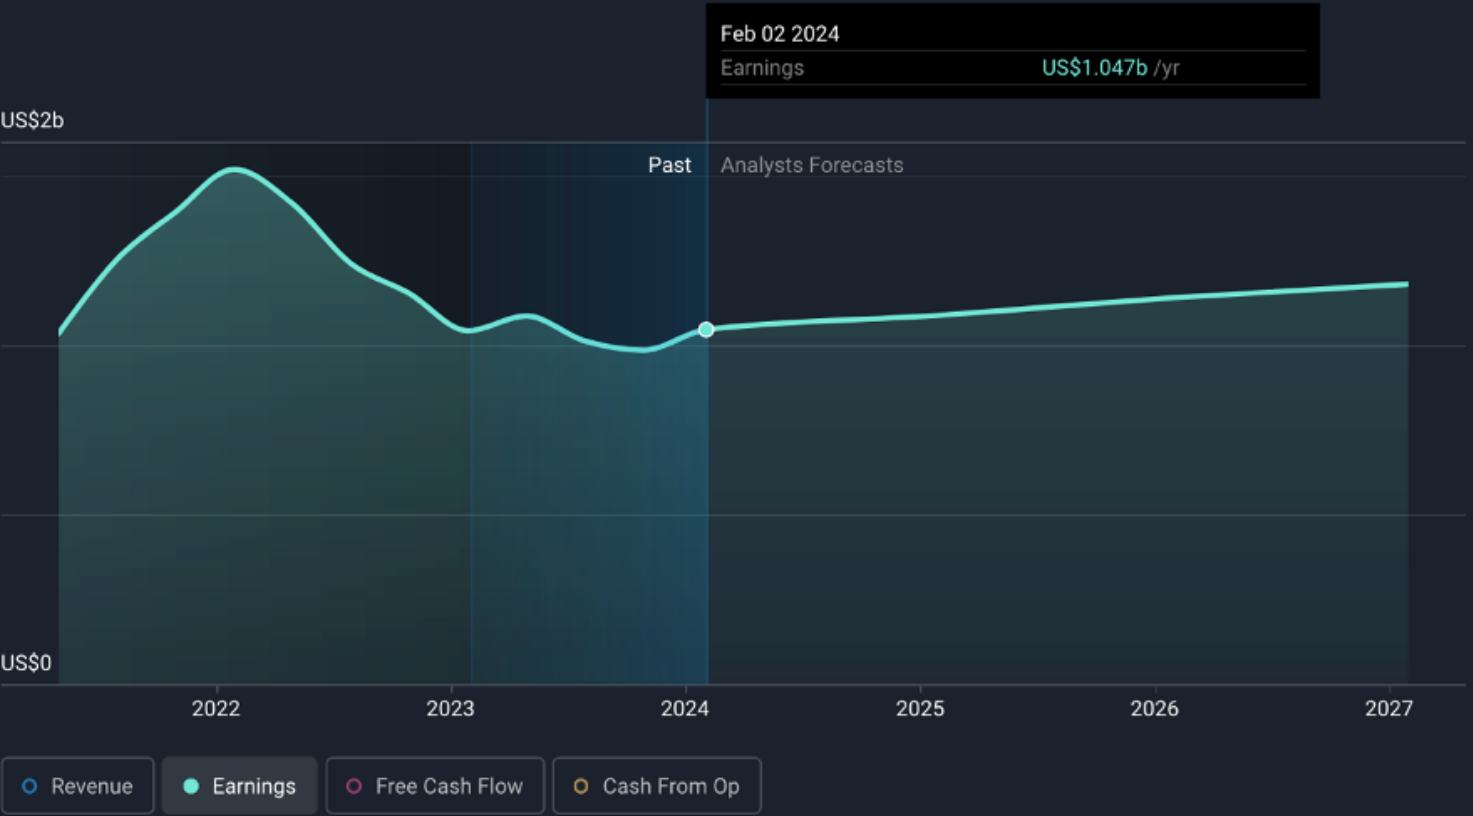 Feb 02 2024
Earnings US$1.047b /yr
US$2b
Past Analysts Forecasts
US$0
2022 2023 2024 2025 2026 2027
Revenue Earnings Free Cash Flow Cash From Op